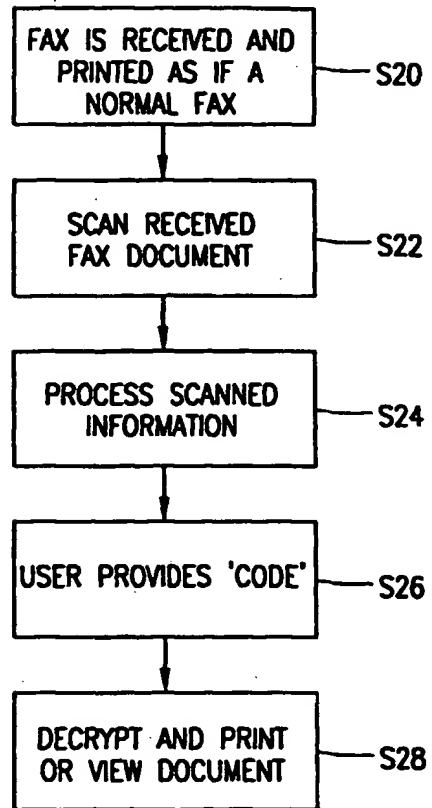 FAX IS RECEIVED AND
PRINTED AS IF A
NORMAL FAX
S20
SCAN RECEIVED
FAX DOCUMENT
S22
PROCESS SCANNED
INFORMATION
S24
USER PROVIDES 'CODE'
S26
DECRYPT AND PRINT
OR VIEW DOCUMENT
S28